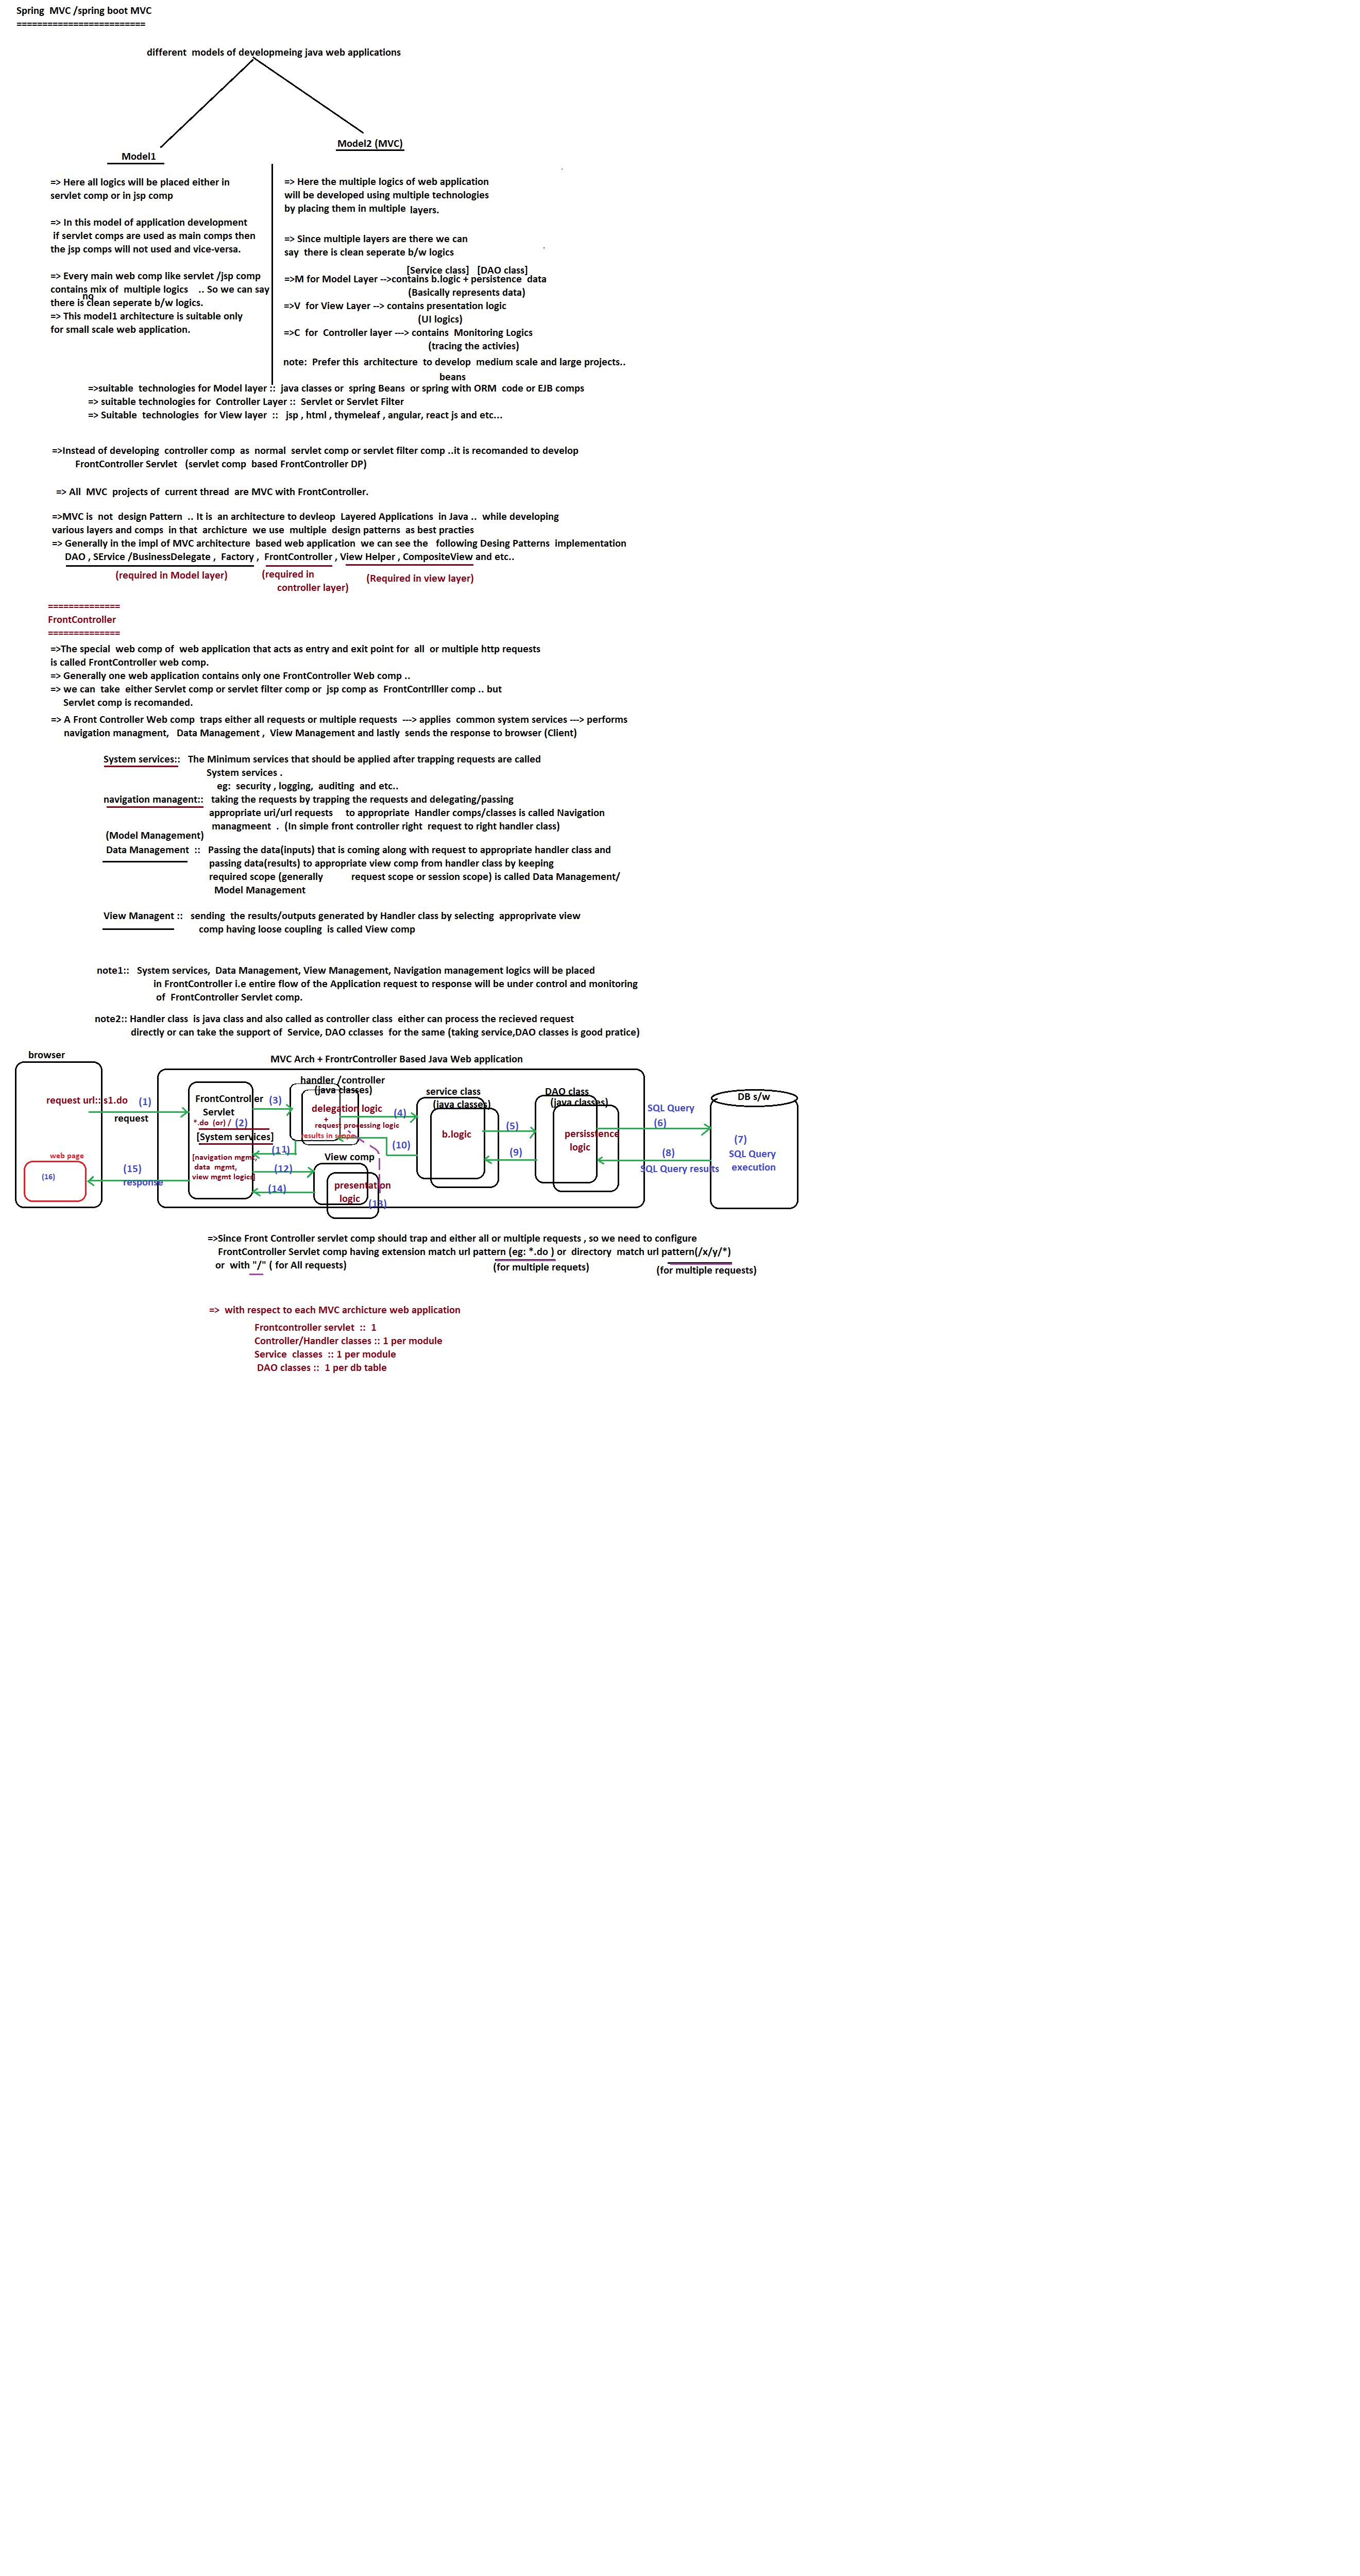 Spring  MVC /spring boot MVC
=========================
different  models of developmeing java web applications
Model1
=> Here all logics will be placed either in
servlet comp or in jsp comp
=> In this model of application development
if servlet comps are used as main comps then
the jsp comps will not used and vice-versa.
=> Every main web comp like servlet /jsp comp
contains mix of  multiple logics    .. So we can say
no
there is clean seperate b/w logics.
=> This model1 architecture is suitable only
for small scale web application.
Model2 (MVC)
=> Here the multiple logics of web application
will be developed using multiple technologies
by placing them in multiple  layers.
=> Since multiple layers are there we can
say  there is clean seperate b/w logics
[Service class]   [DAO class]
=>M for Model Layer -->contains b.logic + persistence  data
(Basically represents data)
=>V  for View Layer --> contains presentation logic
(UI logics)
=>C  for  Controller layer ---> contains  Monitoring Logics
(tracing the activies)
note:  Prefer this  architecture  to develop  medium scale and large projects..
beans
=>suitable  technologies for Model layer ::  java classes or  spring Beans  or spring with ORM  code or EJB comps
=> suitable technologies for  Controller Layer ::  Servlet or Servlet Filter
=> Suitable  technologies  for View layer  ::   jsp , html , thymeleaf , angular, react js and etc...
=>Instead of developing  controller comp  as  normal  servlet comp or servlet filter comp ..it is recomanded to develop
FrontController Servlet   (servlet comp  based FrontController DP)
=> All  MVC  projects of  current thread  are MVC with FrontController.
=>MVC is  not  design Pattern  .. It is  an architecture to devleop  Layered Applications  in Java ..  while developing
various layers and comps  in that  archicture  we use  multiple  design patterns  as best practies
=> Generally in the impl of MVC architecture  based web application  we can see the   following Desing Patterns  implementation
DAO , SErvice /BusinessDelegate ,  Factory ,  FrontController , View Helper , CompositeView and etc..
(required in Model layer)
(required in
controller layer)
(Required in view layer)
==============
FrontController
==============
=>The special  web comp of  web application that acts as entry and exit point for  all  or multiple http requests
is called FrontController web comp.
=> Generally one web application contains only one FrontController Web comp ..
=> we can  take  either Servlet comp or servlet filter comp or  jsp comp as  FrontContrlller comp .. but
Servlet comp is recomanded.
=> A Front Controller Web comp  traps either all requests or multiple requests  ---> applies  common system services ---> performs
navigation managment,   Data Management ,  View Management and lastly  sends the response to browser (Client)
System services::   The Minimum services that should be applied after trapping requests are called
System services .
eg:  security , logging,  auditing  and etc..
navigation managent::   taking the requests by trapping the requests and delegating/passing
appropriate uri/url requests     to appropriate  Handler comps/classes is called Navigation
managmeent  .  (In simple front controller right  request to right handler class)
(Model Management)
Data Management  ::   Passing the data(inputs) that is coming along with request to appropriate handler class and
passing data(results) to appropriate view comp from handler class by keeping
required scope (generally           request scope or session scope) is called Data Management/
Model Management
View Managent ::   sending  the results/outputs generated by Handler class by selecting  approprivate view
comp having loose coupling  is called View comp
note1::   System services,  Data Management, View Management, Navigation management logics will be placed
in FrontController i.e entire flow of the Application request to response will be under control and monitoring
of  FrontController Servlet comp.
note2:: Handler class  is java class and also called as controller class  either can process the recieved request
directly or can take the support of  Service, DAO cclasses  for the same (taking service,DAO classes is good pratice)
browser
MVC Arch + FrontrController Based Java Web application
request url:: s1.do
(1)
request
web page
(16)
(15)
response
FrontController
Servlet
*.do  (or) /
(2)
[System services]
[navigation mgmt,
data  mgmt,
view mgmt logics]
(3)
handler /controller
(java classes)
delegation logic
+
request processing logic
results in scope
(4)
(10)
(11)
(12)
(14)
View comp
presentation
logic
(13)
service class
(java classes)
b.logic
(5)
(9)
DAO class
(java classes)
persisstence
logic
SQL Query
(6)
(8)
SQL Query results
DB s/w
(7)
SQL Query
execution
=>Since Front Controller servlet comp should trap and either all or multiple requests , so we need to configure
FrontController Servlet comp having extension match url pattern (eg: *.do ) or  directory  match url pattern(/x/y/*)
or  with "/" ( for All requests)
(for multiple requets)
(for multiple requests)
=>  with respect to each MVC archicture web application
Frontcontroller servlet  ::  1
Controller/Handler classes :: 1 per module
Service  classes  :: 1 per module
DAO classes ::  1 per db table